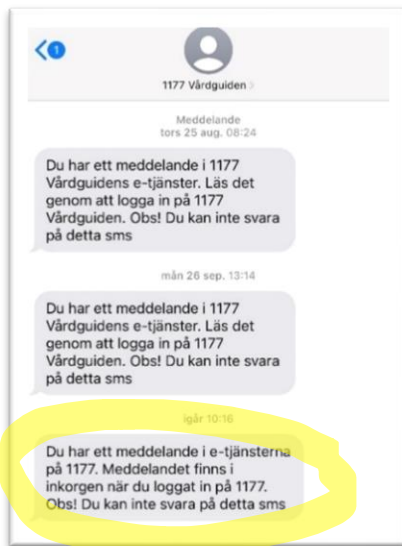 1
1177 Vårdguiden
Meddelande
tors 25 aug. 08:24
Du har ett meddelande i 1177
Vårdguidens e-tjänster. Läs det
genom att logga in på 1177
Vårdguiden. Obs! Du kan inte svara
på detta sms
mån 26 sep. 13:14
Du har ett meddelande i 1177
Vårdguidens e-tjänster. Läs det
genom att logga in på 1177
Vårdguiden. Obs! Du kan inte svara
på detta sms
igår 10:16
Du har ett meddelande i e-tjänsterna
på 1177. Meddelandet finns i
inkorgen när du loggat in på 1177.
Obs! Du kan inte svara på detta sms